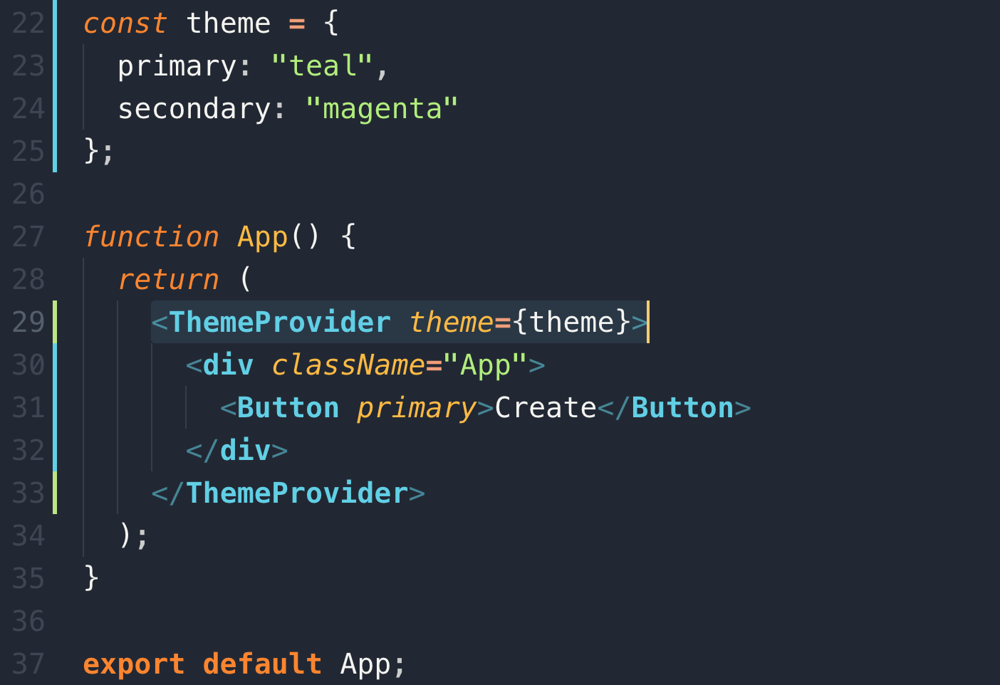 22 const theme = {
23   primary: "teal",
24   secondary: "magenta"
25 };
26
27 function App() {
28   return (
29     <ThemeProvider theme={theme}>
30       <div className="App">
31         <Button primary>Create</Button>
32       </div>
33     </ThemeProvider>
34   );
35 }
36
37 export default App;